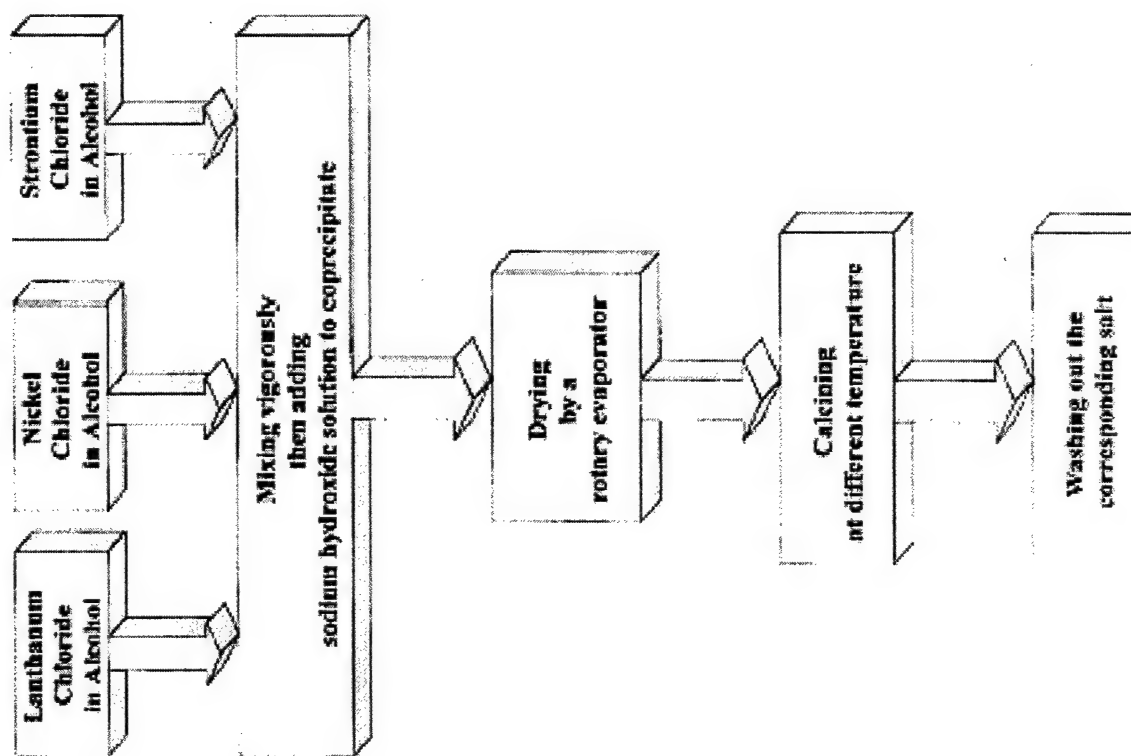 Lanthanum
Chloride
in Alcohol
Nickel
Chloride
in Alcohol
Strontium
Chloride
in Alcohol
Mixing vigorously
then adding
sodium hydroxide solution to coprecipitate
Drying
by a
rotary evaporator
Calcining
at different temperature
Washing out the
corresponding salt